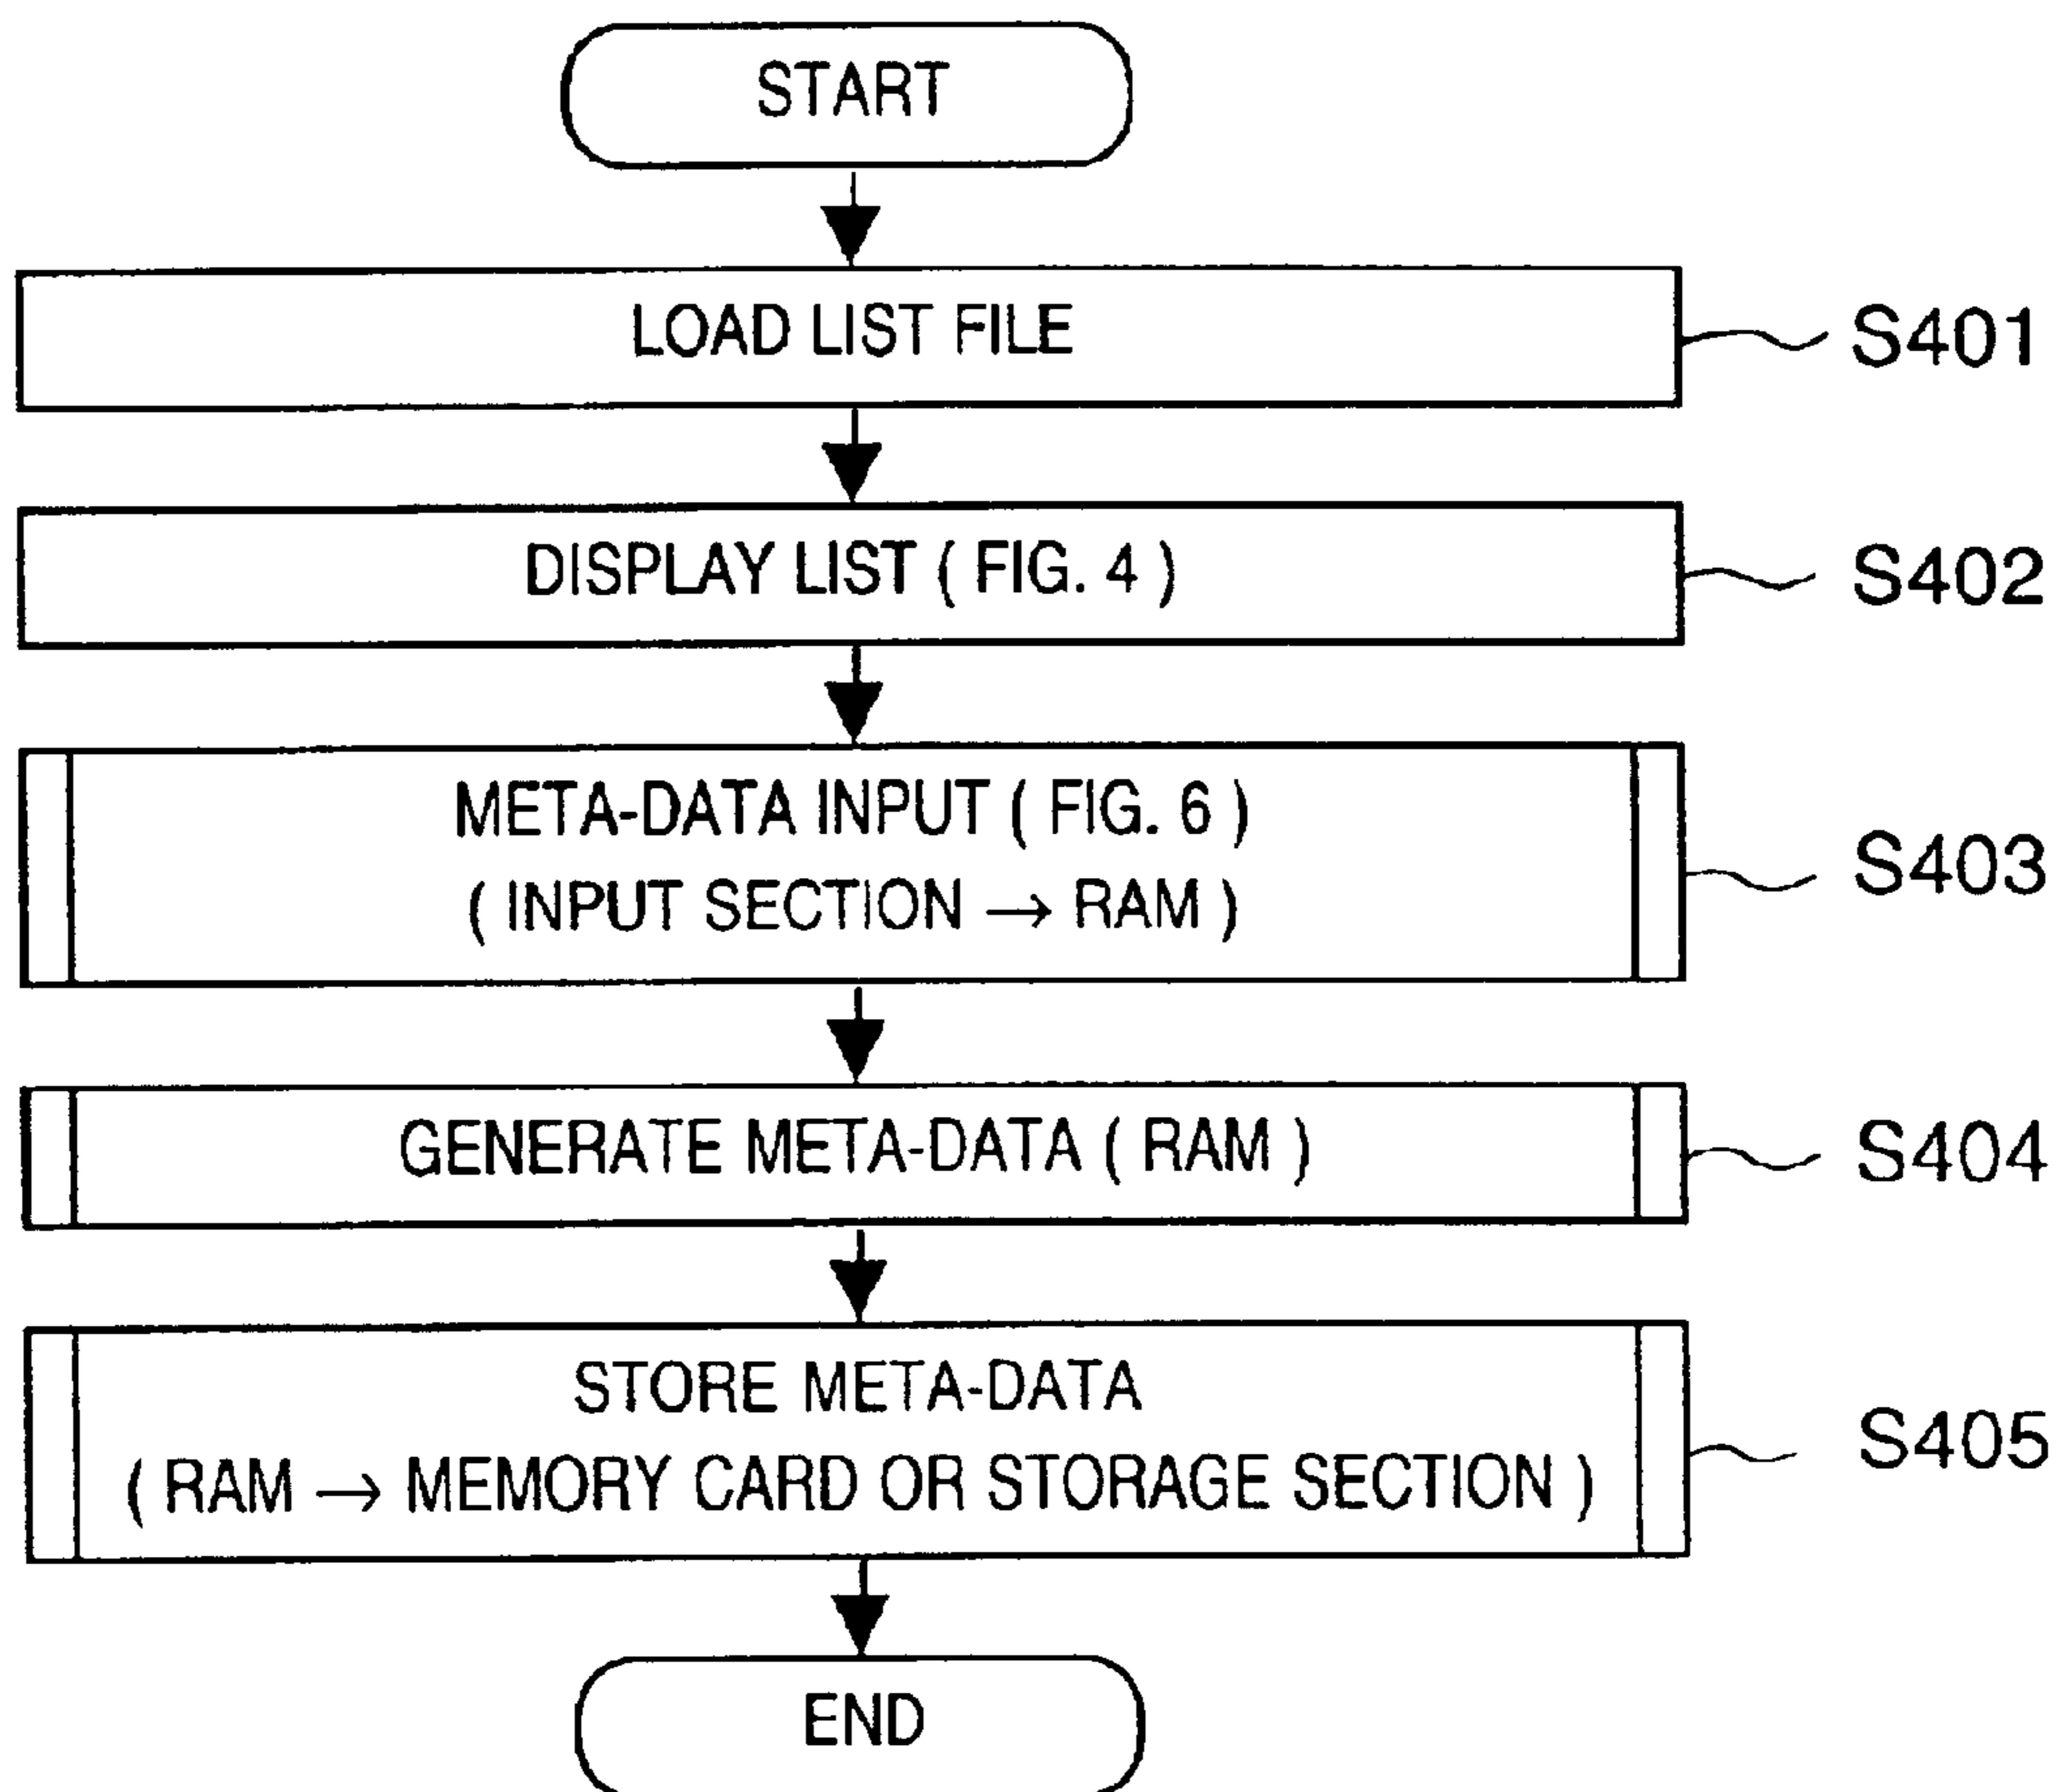 START
LOAD LIST FILE
S401
DISPLAY LIST ( FIG. 4 )
S402
META-DATA INPUT ( FIG. 6 )
( INPUT SECTION → RAM )
S403
GENERATE META-DATA ( RAM )
S404
STORE META-DATA
( RAM → MEMORY CARD OR STORAGE SECTION )
S405
END